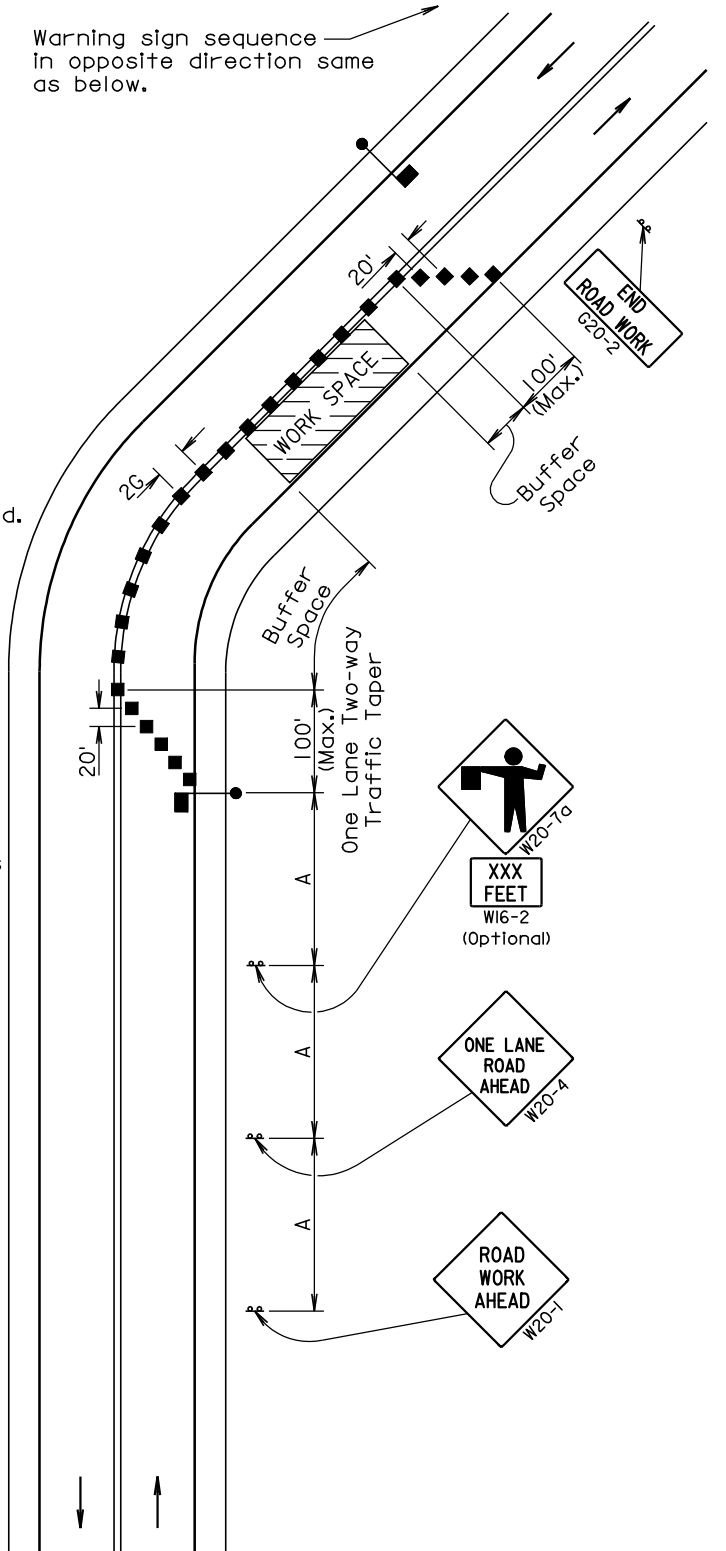 Warning sign sequence
in opposite direction same
as below.
20'
END
ROAD WORK
G20-2
WORK SPACE
100'
(Max.)
Buffer
Space
2G
d.
Buffer
Space
100'
(Max.)
One Lane Two-way
Traffic Taper
20'
W20-7a
XXX
FEET
W16-2
(Optional)
A
s
A
ONE LANE
ROAD
AHEAD
W20-4
A
ROAD
WORK
AHEAD
W20-1